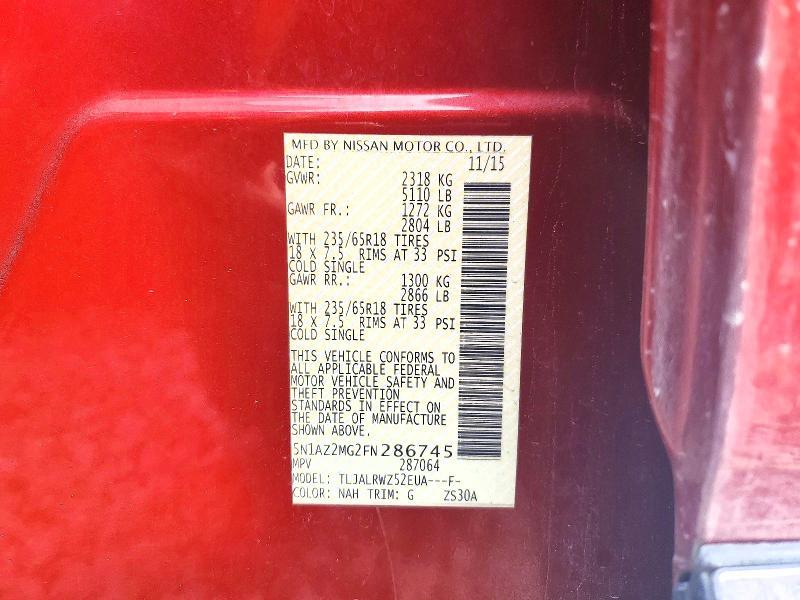 MFD BY NISSAN MOTOR CO., LTD.
DATE: 11/15
GVWR: 2318 KG
5110 LB
GAWR FR.: 1272 KG
2804 LB
WITH 235/65R18 TIRES
18 X 7.5 RIMS AT 33 PSI
COLD SINGLE
GAWR RR.: 1300 KG
2866 LB
WITH 235/65R18 TIRES
18 X 7.5 RIMS AT 33 PSI
COLD SINGLE
THIS VEHICLE CONFORMS TO
ALL APPLICABLE FEDERAL
MOTOR VEHICLE SAFETY AND
THEFT PREVENTION
STANDARDS IN EFFECT ON
THE DATE OF MANUFACTURE
SHOWN ABOVE.
5N1AZ2MG2FN286745
MPV 287064
MODEL: TLJALRWZ52EUA---F-
COLOR: NAH TRIM: G ZS30A